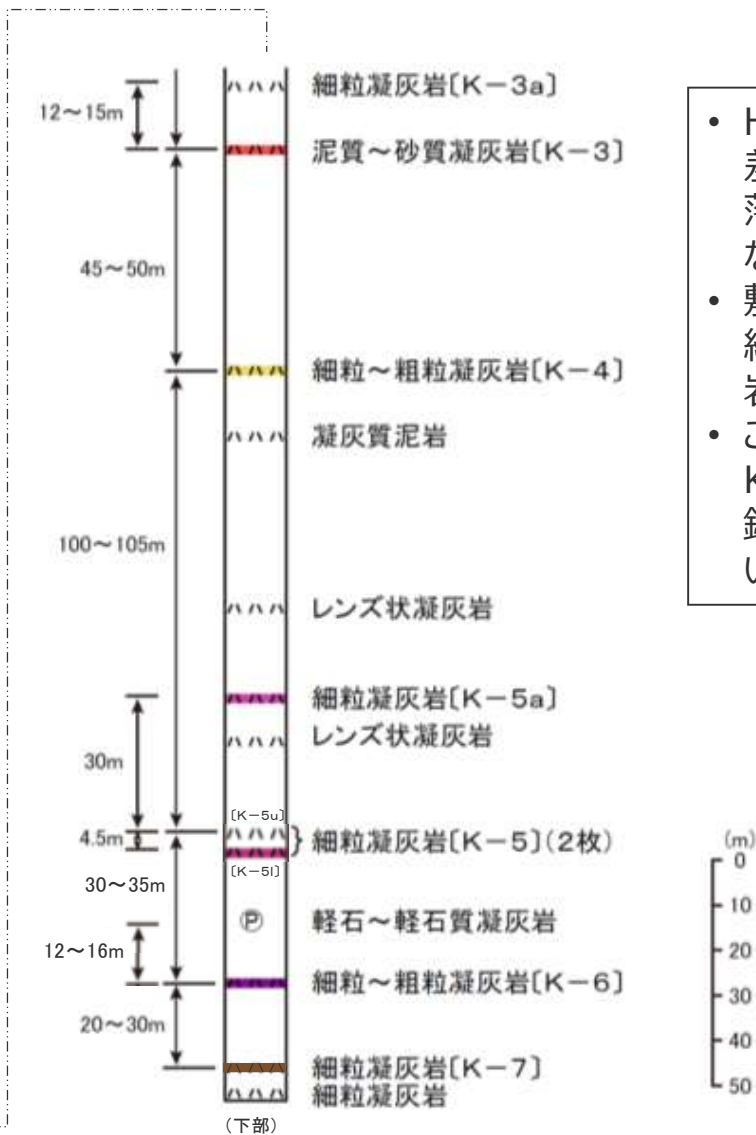 細粒凝灰岩〔K-3a〕
12～15m
泥質～砂質凝灰岩〔K-3〕
45～50m
細粒～粗粒凝灰岩〔K-4〕
凝灰質泥岩
100～105m
レンズ状凝灰岩
細粒凝灰岩〔K-5a〕
レンズ状凝灰岩
30m
〔K-5u〕
4.5m
細粒凝灰岩〔K-5〕(2枚)
〔K-5l〕
30～35m
Ⓟ
軽石～軽石質凝灰岩
12～16m
細粒～粗粒凝灰岩〔K-6〕
20～30m
細粒凝灰岩〔K-7〕
細粒凝灰岩
(下部)
(m)
0
10
20
30
40
50
•
•
•